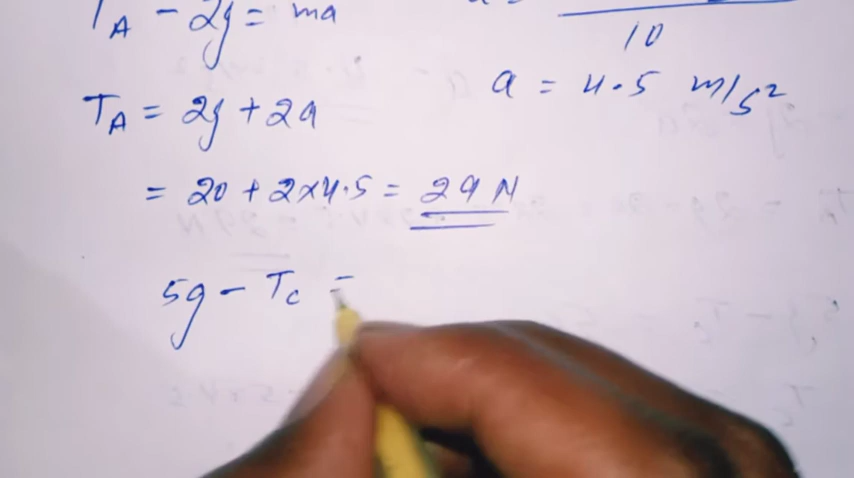 T_A - 2g = ma
10
a = 4.5 m/s²
T_A = 2g + 2a
= 20 + 2×4.5 = 29 N
5g - T_c =